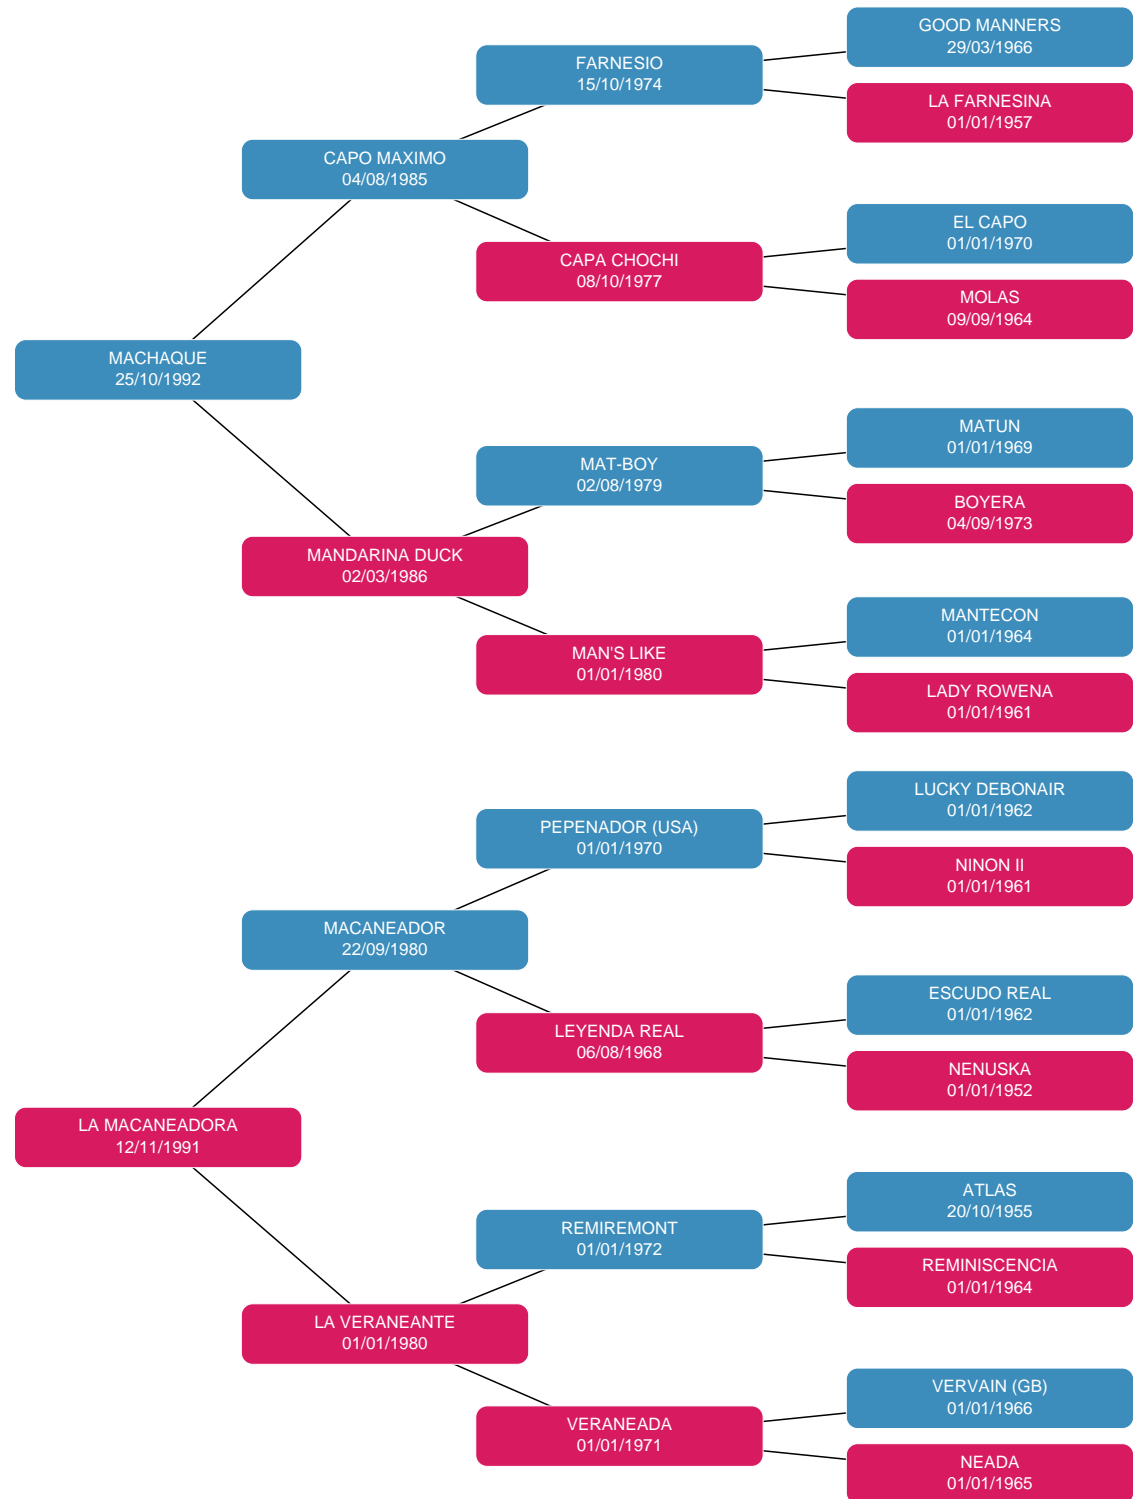 GOOD MANNERS
29/03/1966
FARNESIO
15/10/1974
LA FARNESINA
01/01/1957
CAPO MAXIMO
04/08/1985
EL CAPO
01/01/1970
CAPA CHOCHI
08/10/1977
MOLAS
09/09/1964
MACHAQUE
25/10/1992
MATUN
01/01/1969
MAT-BOY
02/08/1979
BOYERA
04/09/1973
MANDARINA DUCK
02/03/1986
MANTECON
01/01/1964
MAN'S LIKE
01/01/1980
LADY ROWENA
01/01/1961
LUCKY DEBONAIR
01/01/1962
PEPENADOR (USA)
01/01/1970
NINON II
01/01/1961
MACANEADOR
22/09/1980
ESCUDO REAL
01/01/1962
LEYENDA REAL
06/08/1968
NENUSKA
01/01/1952
LA MACANEADORA
12/11/1991
ATLAS
20/10/1955
REMIREMONT
01/01/1972
REMINISCENCIA
01/01/1964
LA VERANEANTE
01/01/1980
VERVAIN (GB)
01/01/1966
VERANEADA
01/01/1971
NEADA
01/01/1965